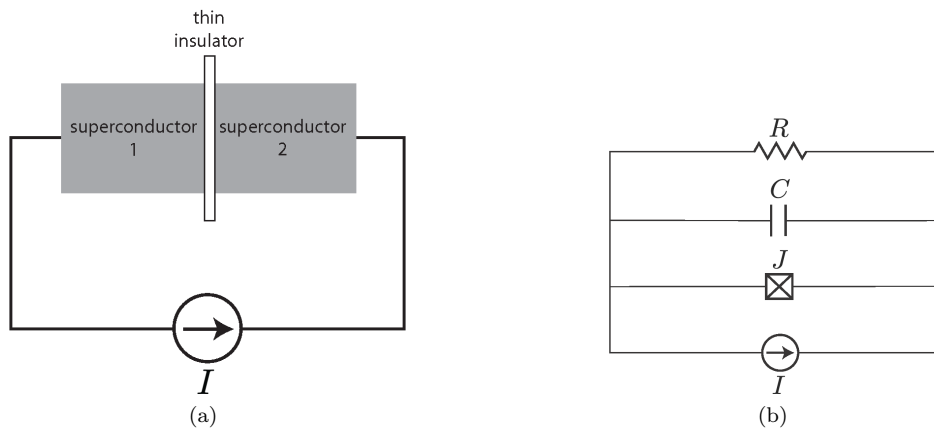 thin
insulator
superconductor
1
superconductor
2
I
(a)
R
C
J
I
(b)